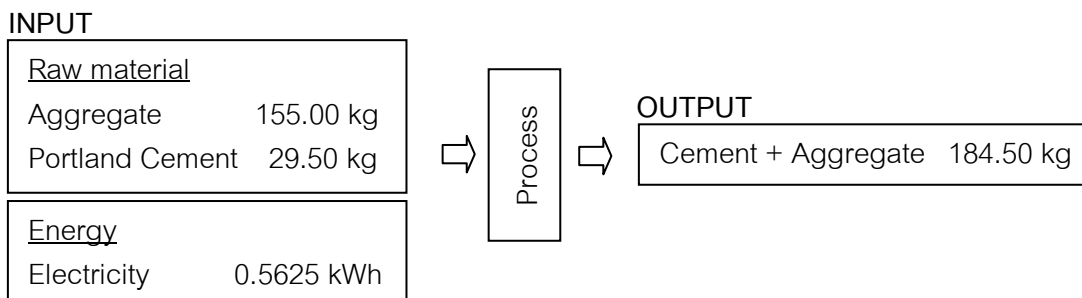 INPUT
Raw material
Aggregate 155.00 kg
Portland Cement 29.50 kg
Energy
Electricity 0.5625 kWh
Process
OUTPUT
Cement + Aggregate 184.50 kg